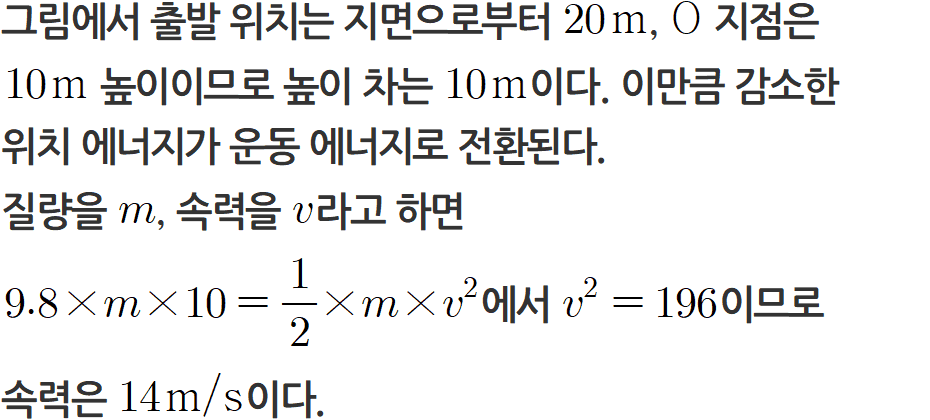 그림에서 출발 위치는 지면으로부터 20 m, O 지점은
10 m 높이이므로 높이 차는 10 m이다. 이만큼 감소한
위치 에너지가 운동 에너지로 전환된다.
질량을 m, 속력을 v라고 하면
9.8×m×10 = 1/2×m×v²에서 v² = 196이므로
속력은 14 m/s이다.